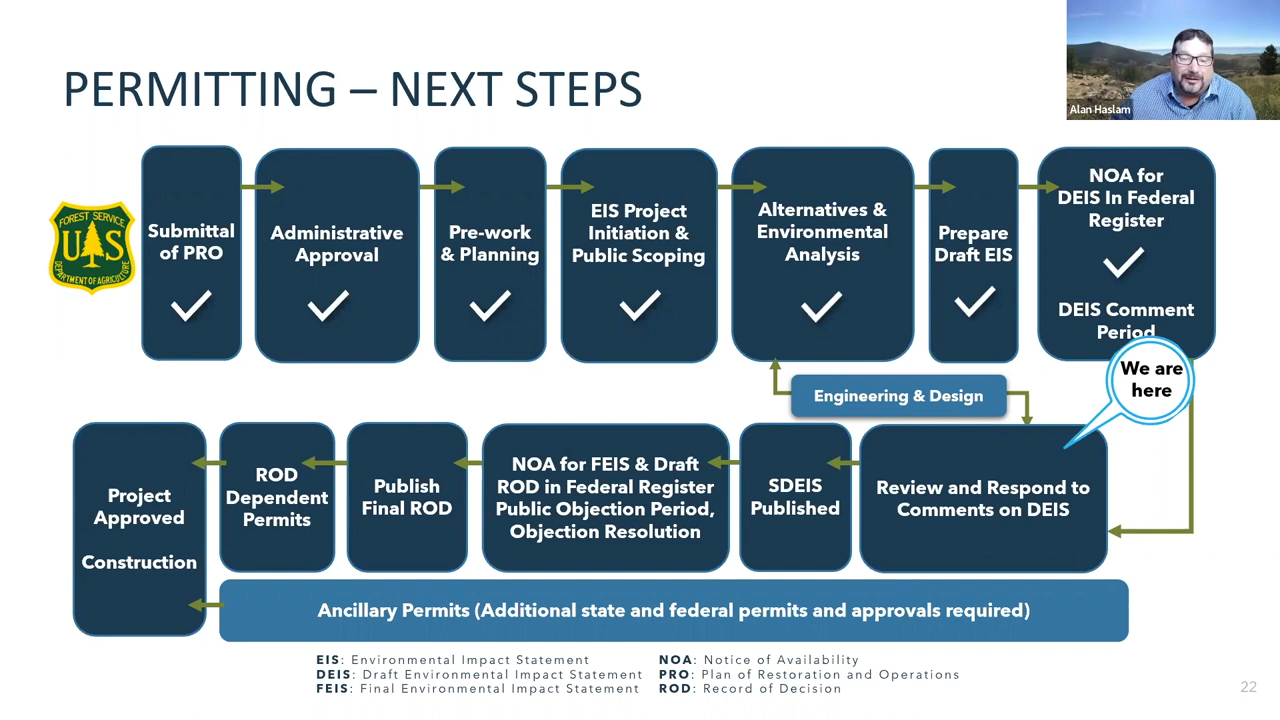 PERMITTING – NEXT STEPS
Alan Haslam
FOREST SERVICE
U S
DEPARTMENT OF AGRICULTURE
Submittal
of PRO
Administrative
Approval
Pre-work
& Planning
EIS Project
Initiation &
Public Scoping
Alternatives &
Environmental
Analysis
Prepare
Draft EIS
NOA for
DEIS In Federal
Register
DEIS Comment
Period
We are
here
Engineering & Design
Project
Approved
Construction
ROD
Dependent
Permits
Publish
Final ROD
NOA for FEIS & Draft
ROD in Federal Register
Public Objection Period,
Objection Resolution
SDEIS
Published
Review and Respond to
Comments on DEIS
Ancillary Permits (Additional state and federal permits and approvals required)
EIS: Environmental Impact Statement
DEIS: Draft Environmental Impact Statement
FEIS: Final Environmental Impact Statement
NOA: Notice of Availability
PRO: Plan of Restoration and Operations
ROD: Record of Decision
22